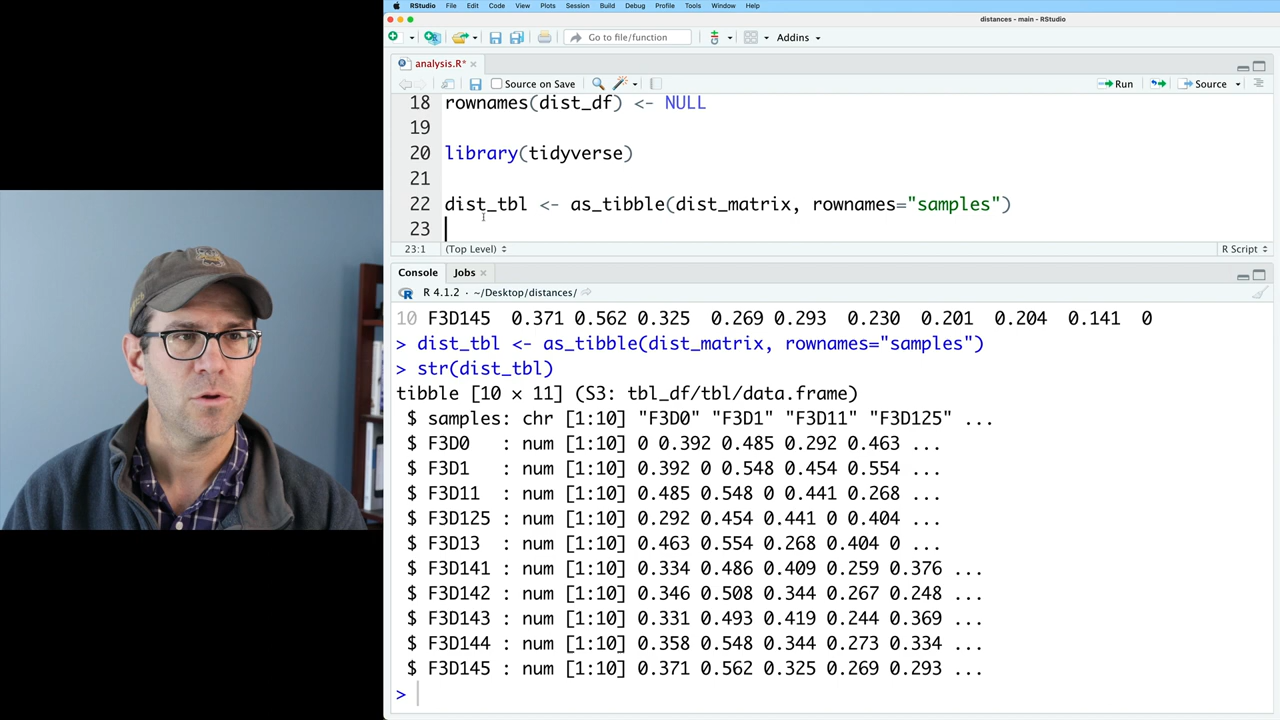 RStudio File Edit Code View Plots Session Build Debug Profile Tools Window Help
distances - main - RStudio
Go to file/function Addins
analysis.R*
Source on Save Run Source
18 rownames(dist_df) <- NULL
19
20 library(tidyverse)
21
22 dist_tbl <- as_tibble(dist_matrix, rownames="samples")
23
23:1 (Top Level) R Script
Console Jobs
R 4.1.2 · ~/Desktop/distances/
10 F3D145 0.371 0.562 0.325 0.269 0.293 0.230 0.201 0.204 0.141 0
> dist_tbl <- as_tibble(dist_matrix, rownames="samples")
> str(dist_tbl)
tibble [10 × 11] (S3: tbl_df/tbl/data.frame)
$ samples: chr [1:10] "F3D0" "F3D1" "F3D11" "F3D125" ...
$ F3D0 : num [1:10] 0 0.392 0.485 0.292 0.463 ...
$ F3D1 : num [1:10] 0.392 0 0.548 0.454 0.554 ...
$ F3D11 : num [1:10] 0.485 0.548 0 0.441 0.268 ...
$ F3D125 : num [1:10] 0.292 0.454 0.441 0 0.404 ...
$ F3D13 : num [1:10] 0.463 0.554 0.268 0.404 0 ...
$ F3D141 : num [1:10] 0.334 0.486 0.409 0.259 0.376 ...
$ F3D142 : num [1:10] 0.346 0.508 0.344 0.267 0.248 ...
$ F3D143 : num [1:10] 0.331 0.493 0.419 0.244 0.369 ...
$ F3D144 : num [1:10] 0.358 0.548 0.344 0.273 0.334 ...
$ F3D145 : num [1:10] 0.371 0.562 0.325 0.269 0.293 ...
>